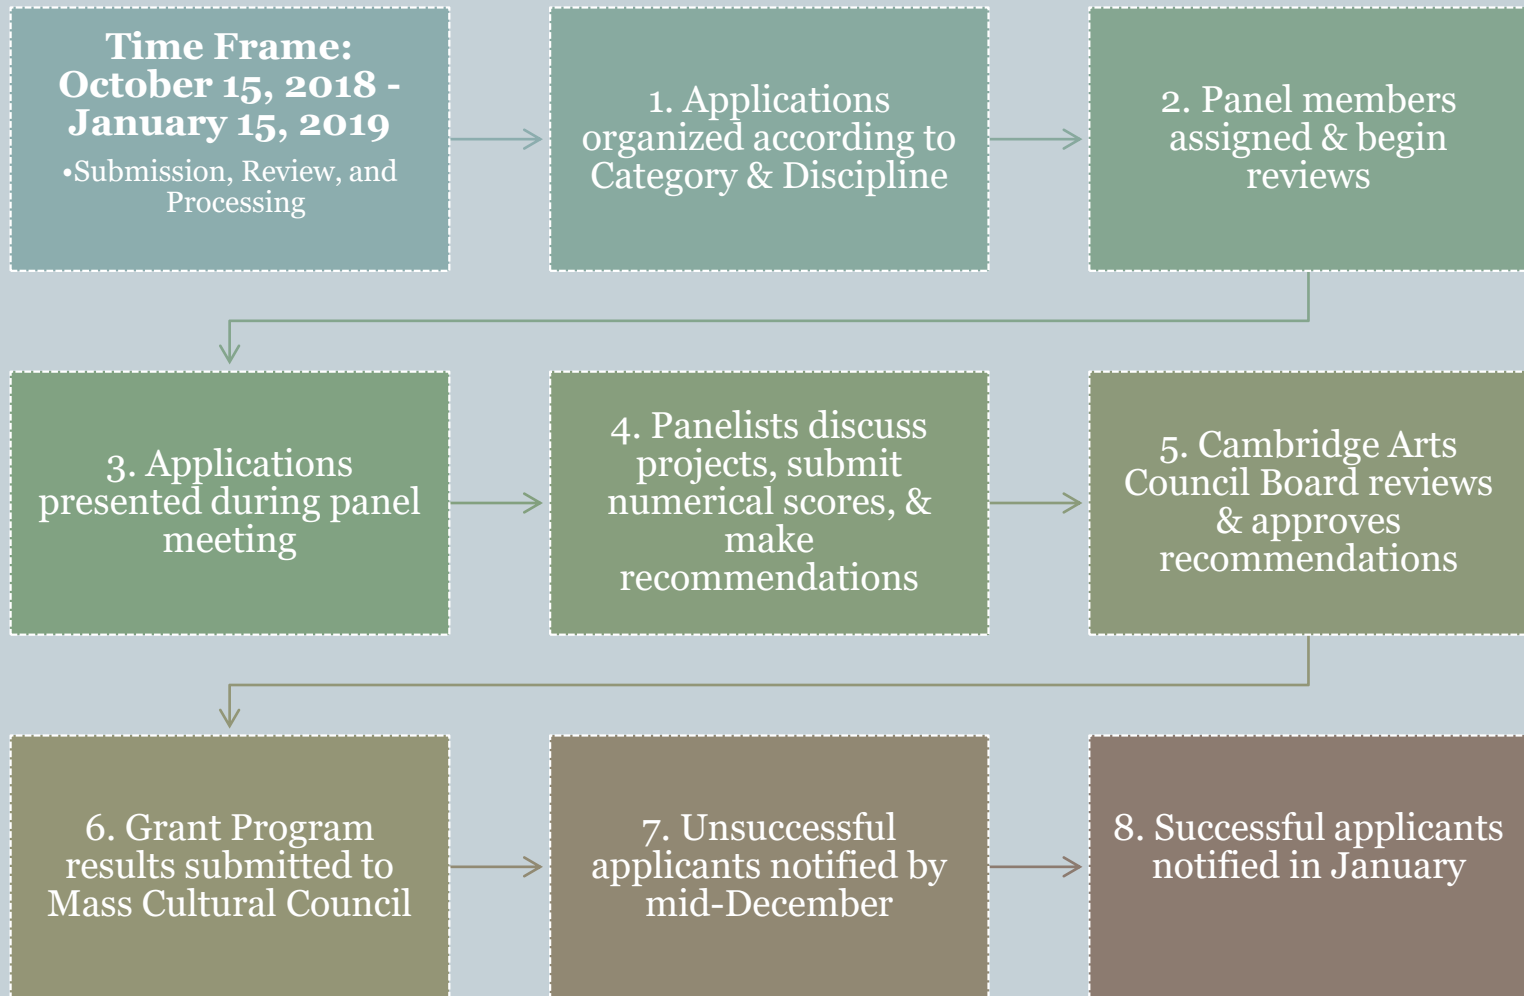 Time Frame:
October 15, 2018 -
January 15, 2019
•Submission, Review, and
Processing
1. Applications
organized according to
Category & Discipline
2. Panel members
assigned & begin
reviews
3. Applications
presented during panel
meeting
4. Panelists discuss
projects, submit
numerical scores, &
make
recommendations
5. Cambridge Arts
Council Board reviews
& approves
recommendations
6. Grant Program
results submitted to
Mass Cultural Council
7. Unsuccessful
applicants notified by
mid-December
8. Successful applicants
notified in January